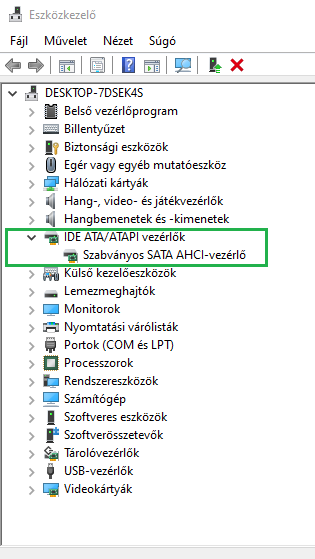 Eszközkezelő
Fájl Művelet Nézet Súgó
DESKTOP-7DSEK4S
Belső vezérlőprogram
Billentyűzet
Biztonsági eszközök
Egér vagy egyéb mutatóeszköz
Hálózati kártyák
Hang-, video- és játékvezérlők
Hangbemenetek és -kimenetek
IDE ATA/ATAPI vezérlők
Szabványos SATA AHCI-vezérlő
Külső kezelőeszközök
Lemezmeghajtók
Monitorok
Nyomtatási várólisták
Portok (COM és LPT)
Processzorok
Rendszereszközök
Számítógép
Szoftveres eszközök
Szoftverösszetevők
Tárolóvezérlők
USB-vezérlők
Videokártyák